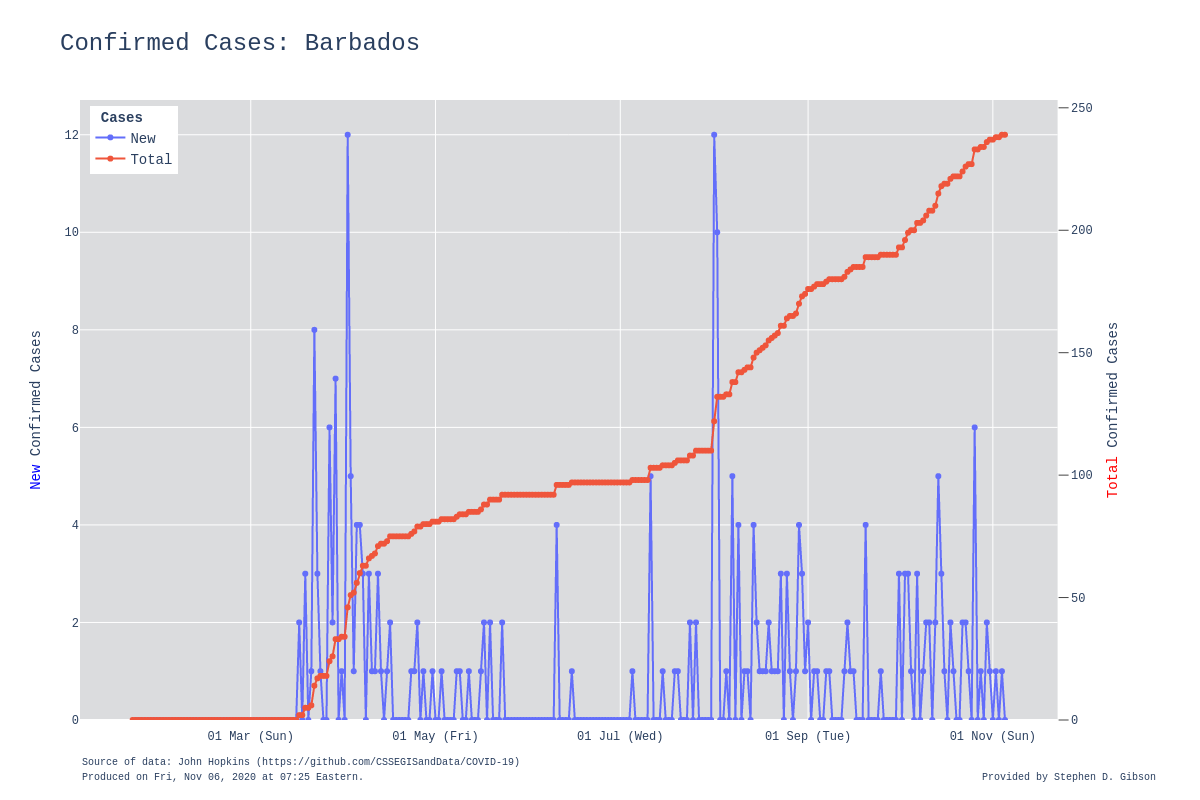 Confirmed Cases: Barbados
Cases
New
Total
12
10
8
6
4
2
0
250
200
150
100
50
0
New Confirmed Cases
Total Confirmed Cases
01 Mar (Sun)
01 May (Fri)
01 Jul (Wed)
01 Sep (Tue)
01 Nov (Sun)
Source of data: John Hopkins (https://github.com/CSSEGISandData/COVID-19)
Produced on Fri, Nov 06, 2020 at 07:25 Eastern.
Provided by Stephen D. Gibson